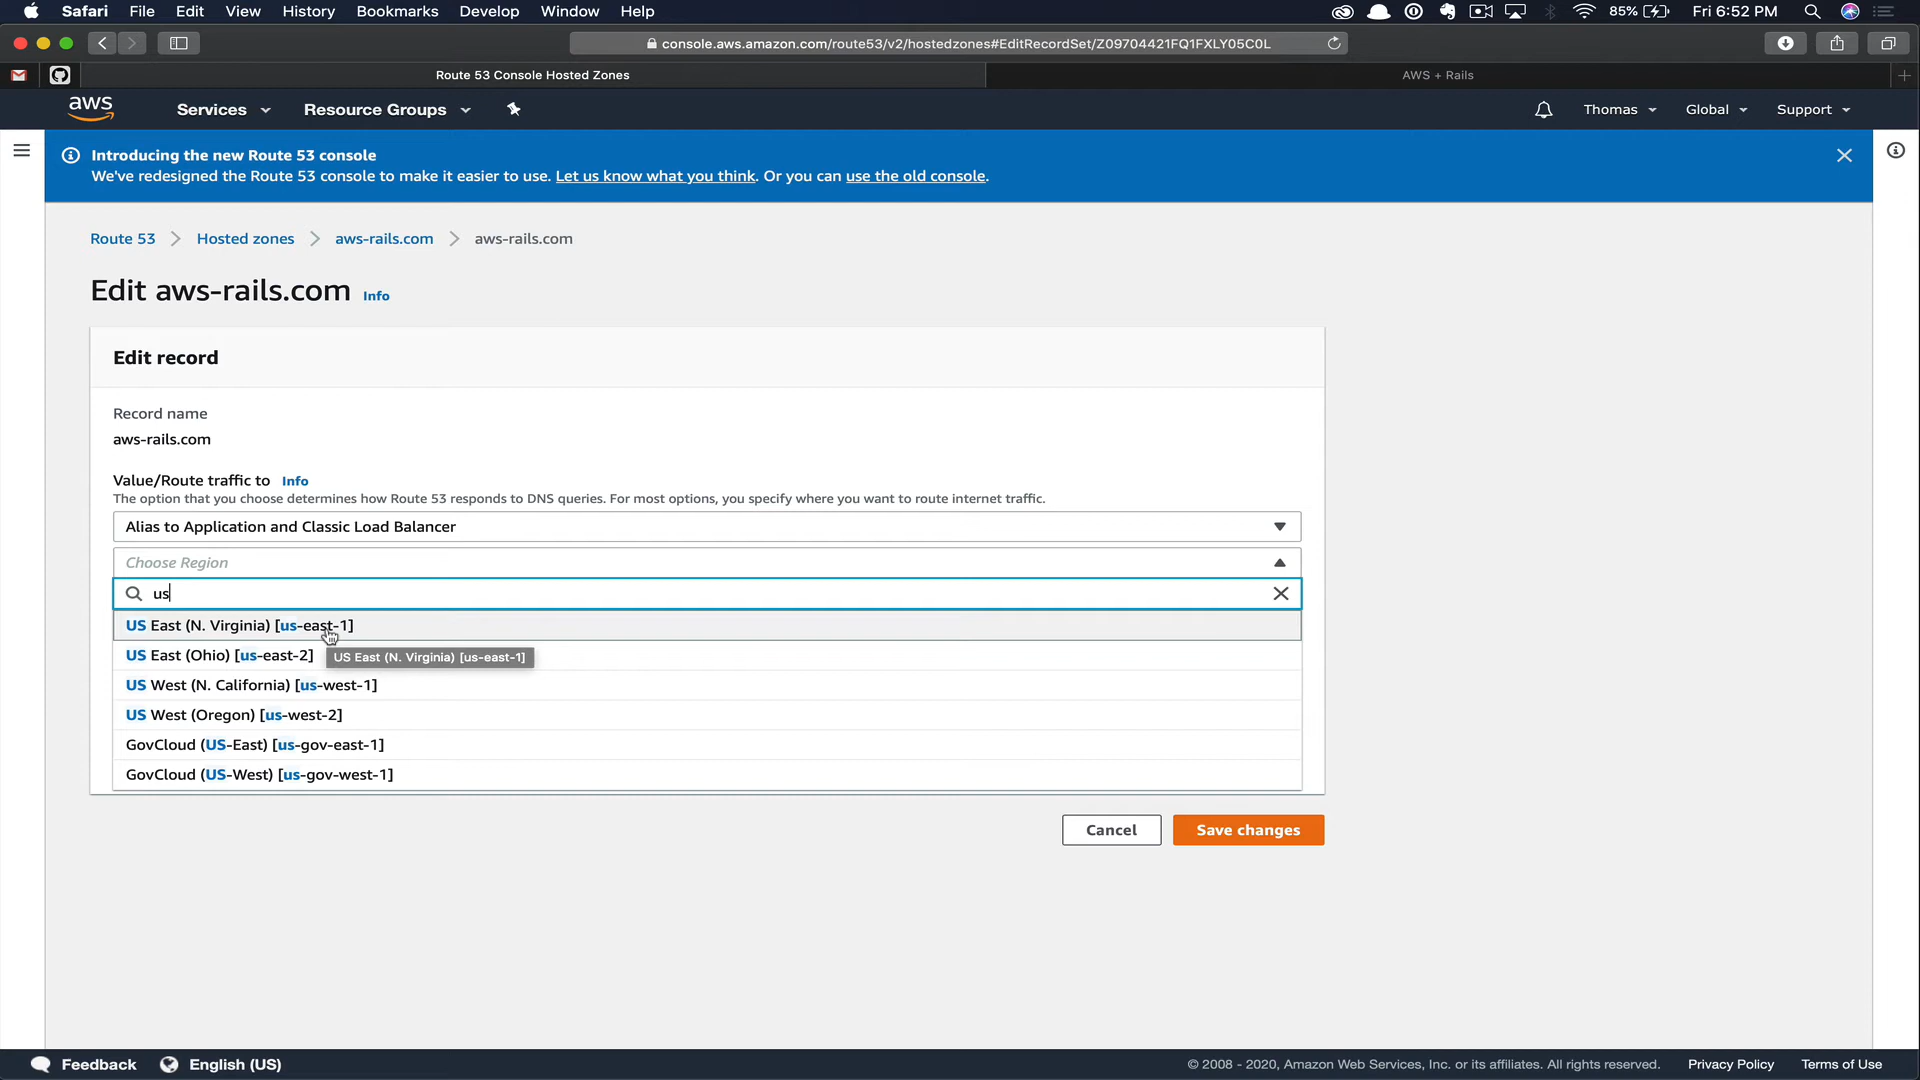 Safari File Edit View History Bookmarks Develop Window Help 85% Fri 6:52 PM
console.aws.amazon.com/route53/v2/hostedzones#EditRecordSet/Z09704421FQ1FXLY05C0L
Route 53 Console Hosted Zones AWS + Rails
aws Services Resource Groups Thomas Global Support
Introducing the new Route 53 console
We've redesigned the Route 53 console to make it easier to use. Let us know what you think. Or you can use the old console.
Route 53 Hosted zones aws-rails.com aws-rails.com
Edit aws-rails.com Info
Edit record
Record name
aws-rails.com
Value/Route traffic to Info
The option that you choose determines how Route 53 responds to DNS queries. For most options, you specify where you want to route internet traffic.
Alias to Application and Classic Load Balancer
Choose Region
us
US East (N. Virginia) [us-east-1]
US East (Ohio) [us-east-2] US East (N. Virginia) [us-east-1]
US West (N. California) [us-west-1]
US West (Oregon) [us-west-2]
GovCloud (US-East) [us-gov-east-1]
GovCloud (US-West) [us-gov-west-1]
Cancel Save changes
Feedback English (US) © 2008 - 2020, Amazon Web Services, Inc. or its affiliates. All rights reserved. Privacy Policy Terms of Use